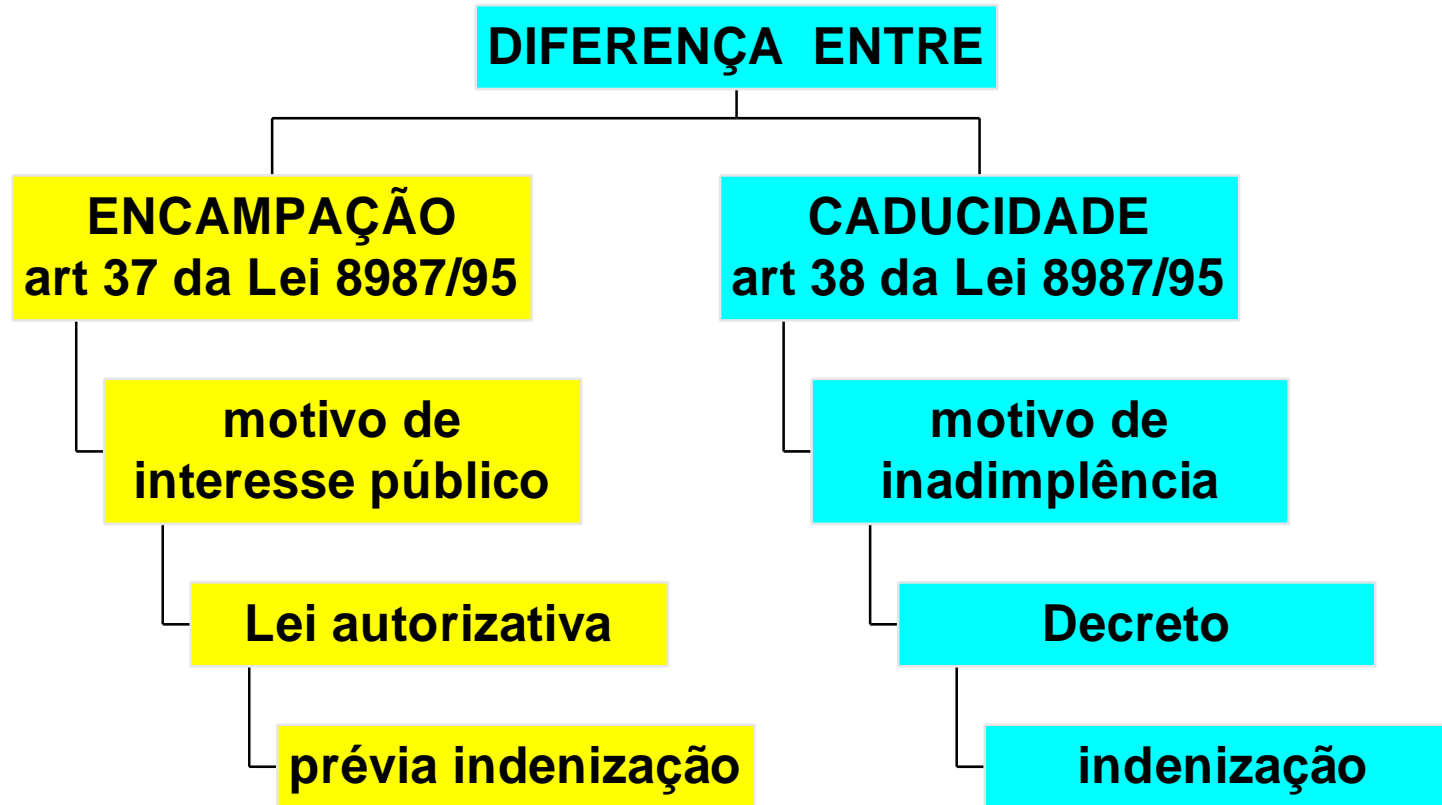 DIFERENÇA ENTRE
ENCAMPAÇÃO
art 37 da Lei 8987/95
motivo de
interesse público
Lei autorizativa
prévia indenização
CADUCIDADE
art 38 da Lei 8987/95
motivo de
inadimplência
Decreto
indenização